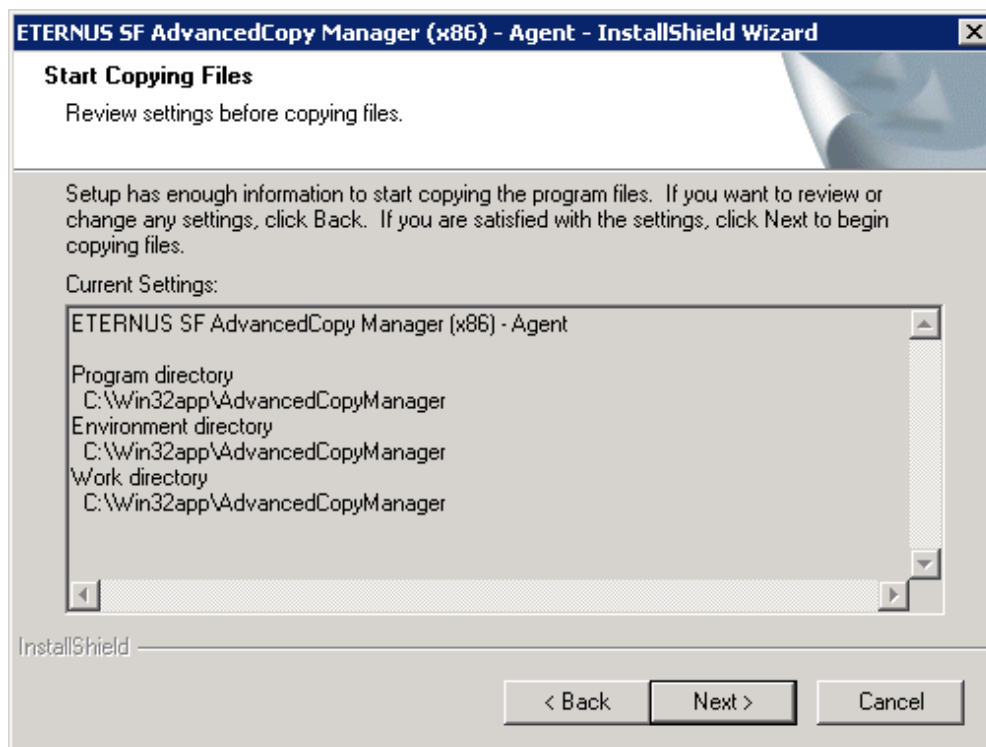 ETERNUS SF AdvancedCopy Manager (x86) - Agent - InstallShield Wizard
Start Copying Files
Review settings before copying files.
Setup has enough information to start copying the program files. If you want to review or
change any settings, click Back. If you are satisfied with the settings, click Next to begin
copying files.
Current Settings:
ETERNUS SF AdvancedCopy Manager (x86) - Agent
Program directory
C:\Win32app\AdvancedCopyManager
Environment directory
C:\Win32app\AdvancedCopyManager
Work directory
C:\Win32app\AdvancedCopyManager
InstallShield
< Back Next > Cancel